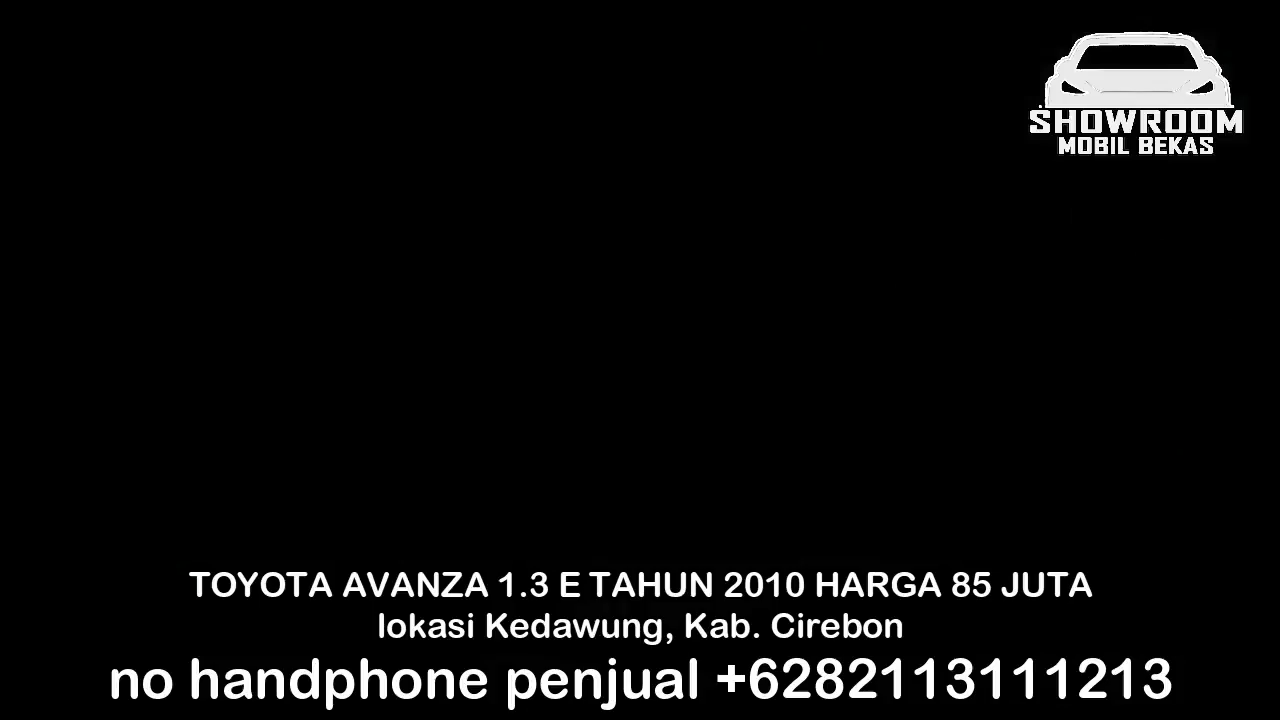 SHOWROOM
MOBIL BEKAS
TOYOTA AVANZA 1.3 E TAHUN 2010 HARGA 85 JUTA
lokasi Kedawung, Kab. Cirebon
no handphone penjual +6282113111213